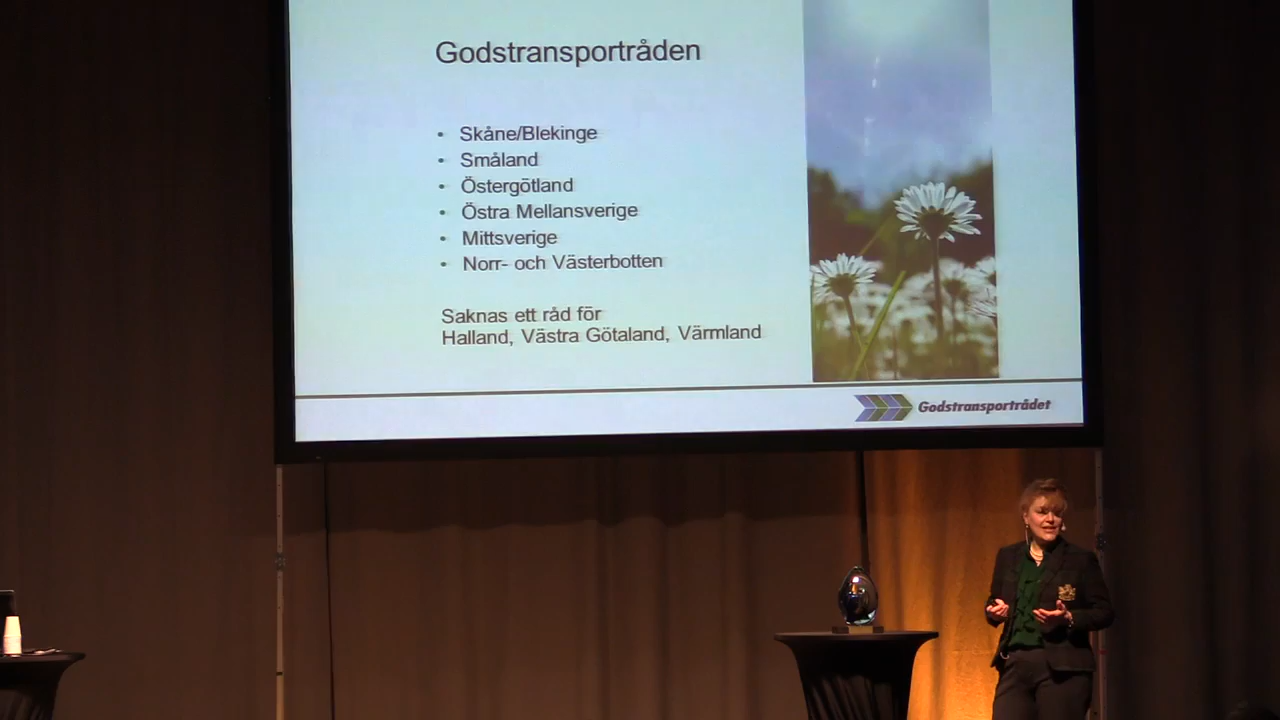 Godstransportråden
• Skåne/Blekinge
• Småland
• Östergötland
• Östra Mellansverige
• Mittsverige
• Norr- och Västerbotten
Saknas ett råd för
Halland, Västra Götaland, Värmland
Godstransportrådet